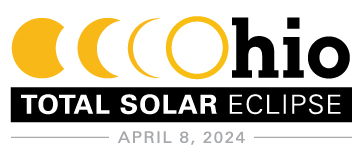 Ohio
TOTAL SOLAR ECLIPSE
APRIL 8, 2024